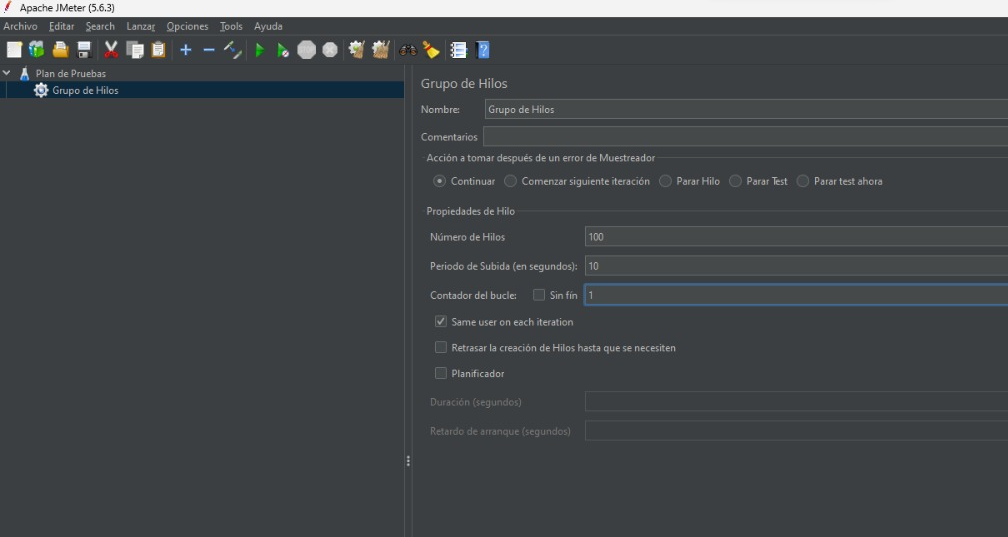 Apache JMeter (5.6.3)
Archivo Editar Search Lanzar Opciones Tools Ayuda
Plan de Pruebas
Grupo de Hilos
Grupo de Hilos
Nombre: Grupo de Hilos
Comentarios
Acción a tomar después de un error de Muestreador
Continuar Comenzar siguiente iteración Parar Hilo Parar Test Parar test ahora
Propiedades de Hilo
Número de Hilos 100
Periodo de Subida (en segundos): 10
Contador del bucle: Sin fín 1
Same user on each iteration
Retrasar la creación de Hilos hasta que se necesiten
Planificador
Duración (segundos)
Retardo de arranque (segundos)